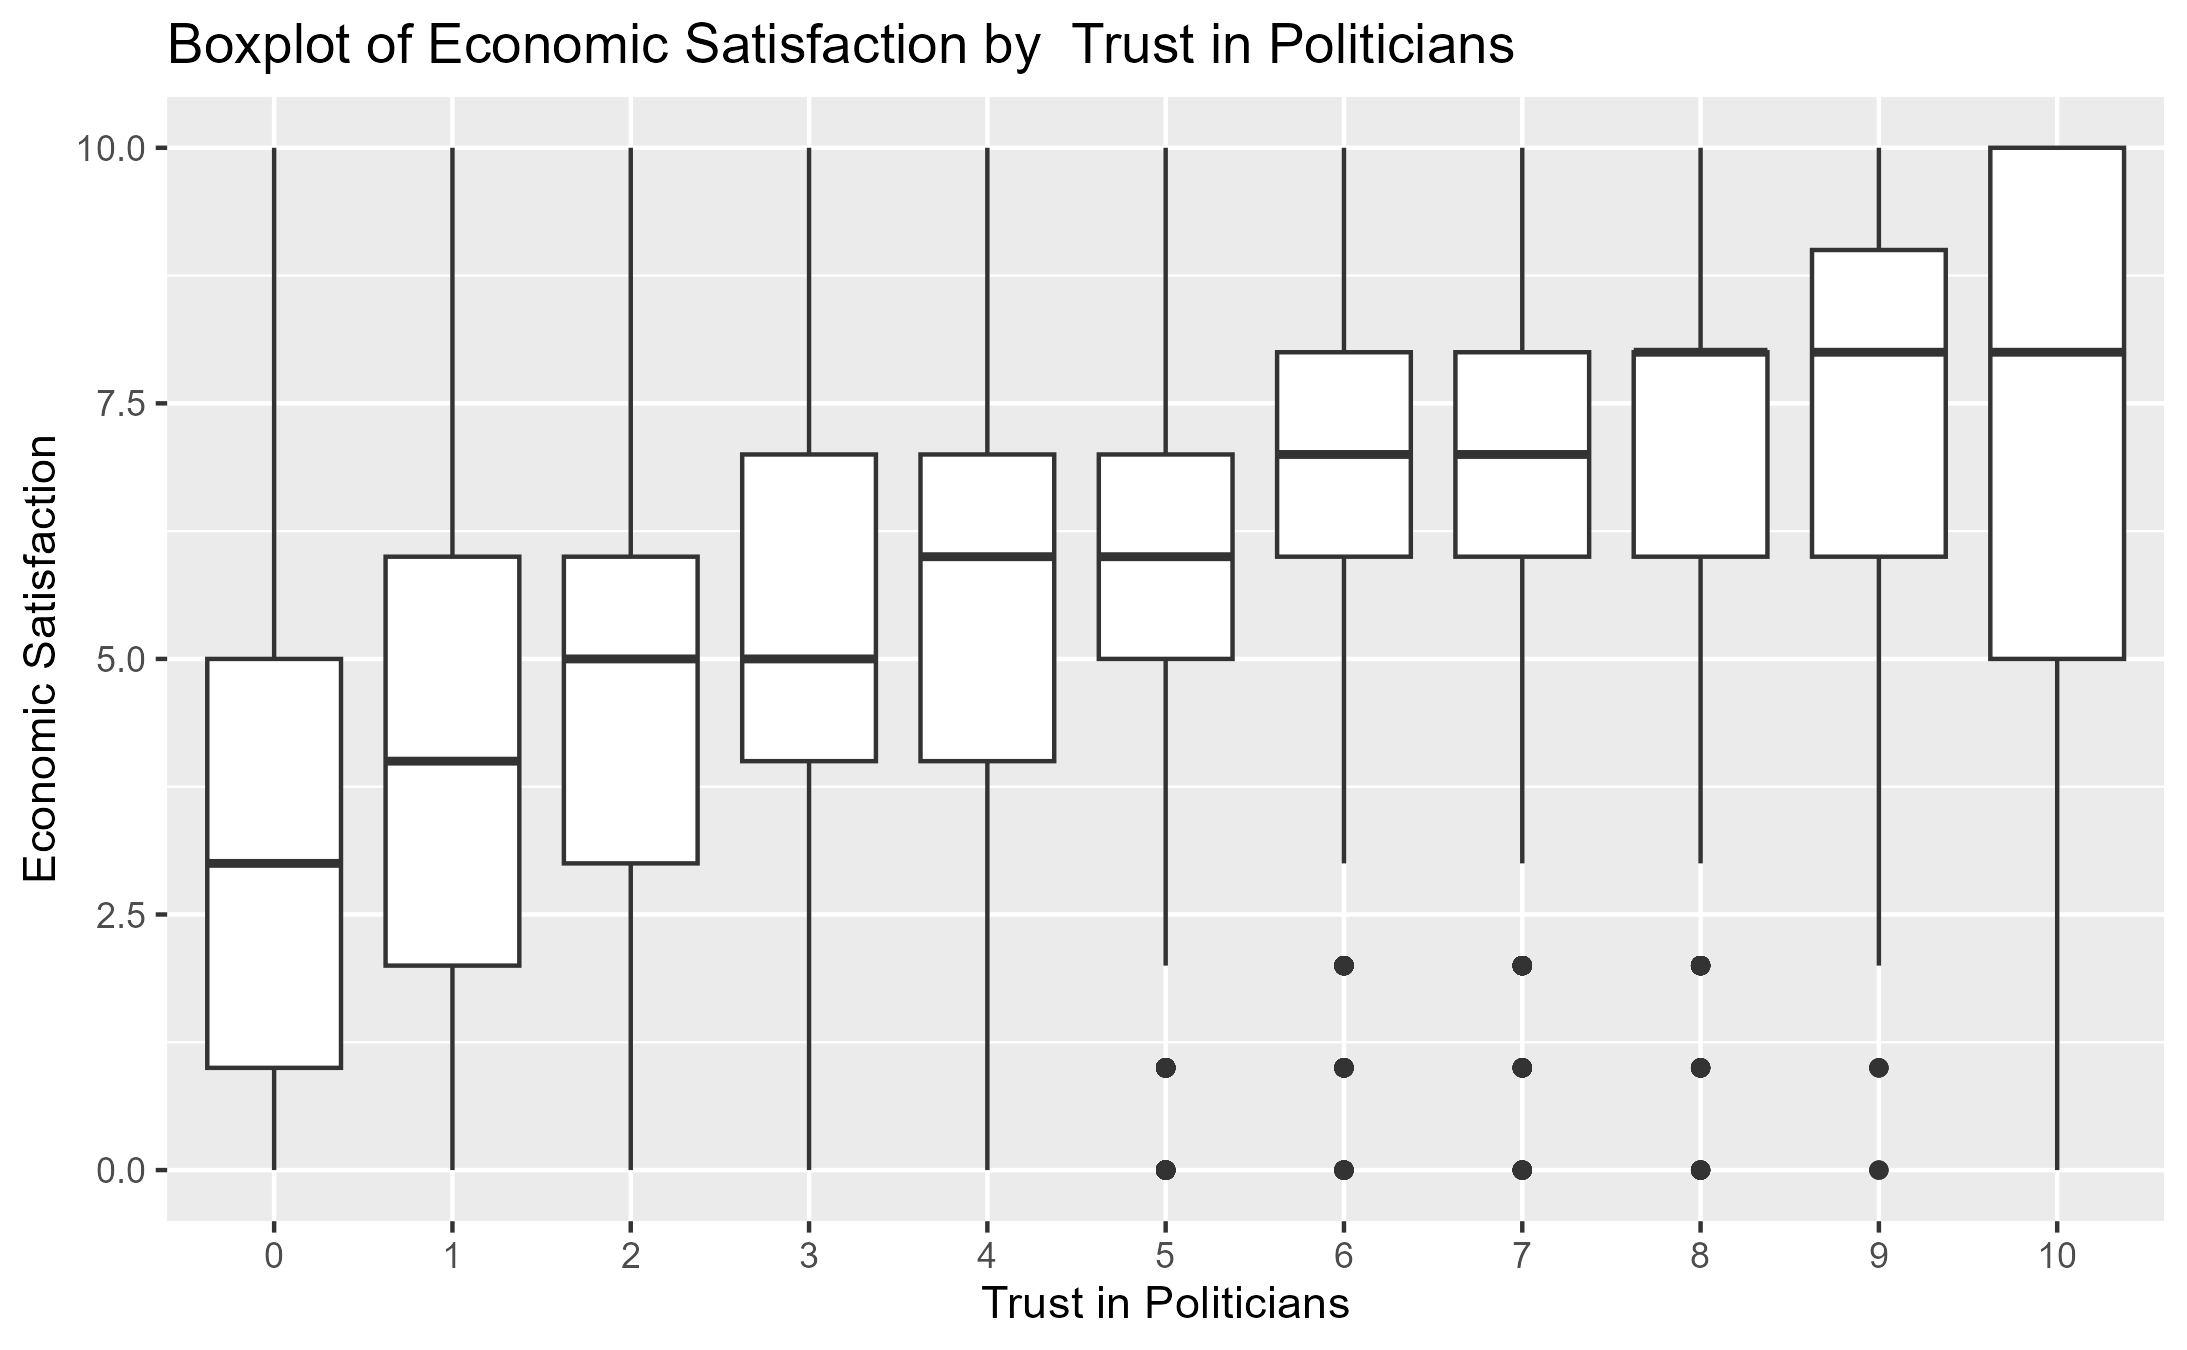 Boxplot of Economic Satisfaction by  Trust in Politicians
Economic Satisfaction
10.0
7.5
5.0
2.5
0.0
0 1 2 3 4 5 6 7 8 9 10
Trust in Politicians